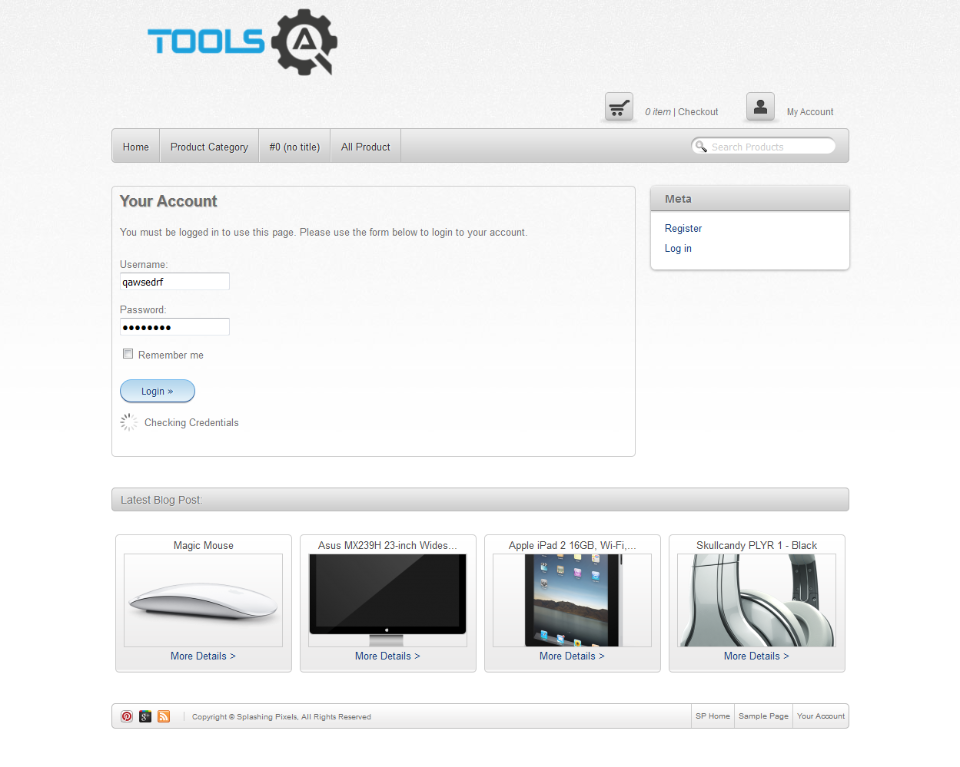 TOOLS QA
0 item | Checkout
My Account
Home
Product Category
#0 (no title)
All Product
Search Products
Your Account
You must be logged in to use this page. Please use the form below to login to your account.
Username:
qawsedrf
Password:
●●●●●●●●
Remember me
Login »
Checking Credentials
Meta
Register
Log in
Latest Blog Post:
Magic Mouse
More Details >
Asus MX239H 23-inch Wides...
More Details >
Apple iPad 2 16GB, Wi-Fi,...
More Details >
Skullcandy PLYR 1 - Black
More Details >
Copyright © Splashing Pixels, All Rights Reserved
SP Home
Sample Page
Your Account